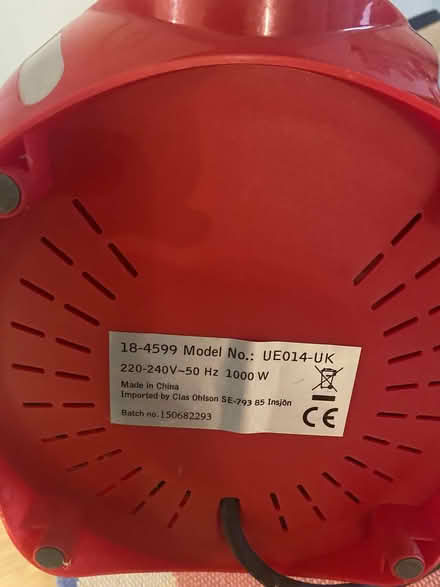 18-4599 Model No.: UE014-UK
220-240V~50 Hz 1000 W
Made in China
Imported by Clas Ohlson SE-793 85 Insjön
Batch no. 150682293
CE